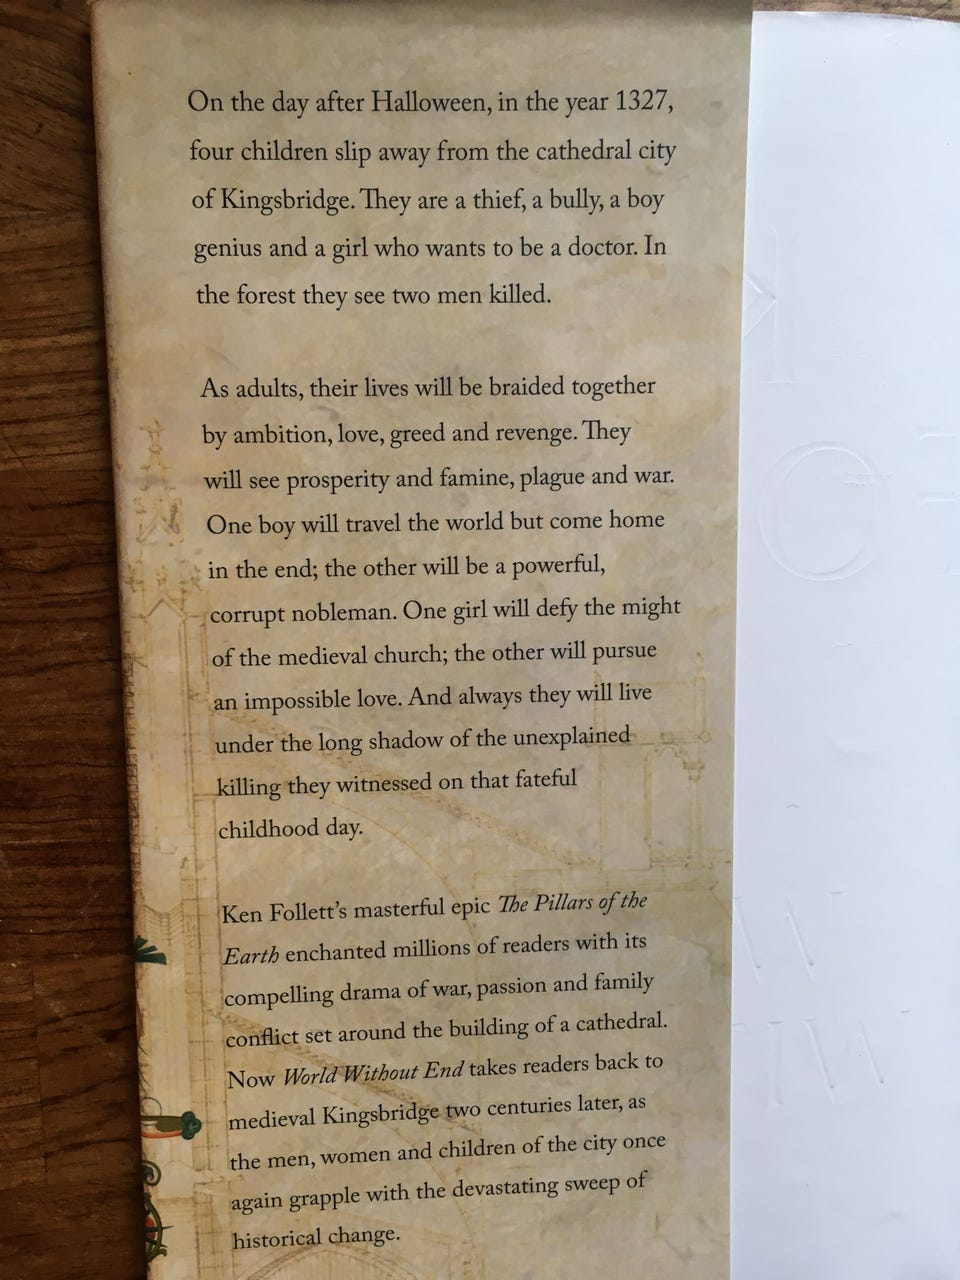 On the day after Halloween, in the year 1327,
four children slip away from the cathedral city
of Kingsbridge. They are a thief, a bully, a boy
genius and a girl who wants to be a doctor. In
the forest they see two men killed.
As adults, their lives will be braided together
by ambition, love, greed and revenge. They
will see prosperity and famine, plague and war.
One boy will travel the world but come home
in the end; the other will be a powerful,
corrupt nobleman. One girl will defy the might
of the medieval church; the other will pursue
an impossible love. And always they will live
under the long shadow of the unexplained
killing they witnessed on that fateful
childhood day.
Ken Follett's masterful epic The Pillars of the
Earth enchanted millions of readers with its
compelling drama of war, passion and family
conflict set around the building of a cathedral.
Now World Without End takes readers back to
medieval Kingsbridge two centuries later, as
the men, women and children of the city once
again grapple with the devastating sweep of
historical change.